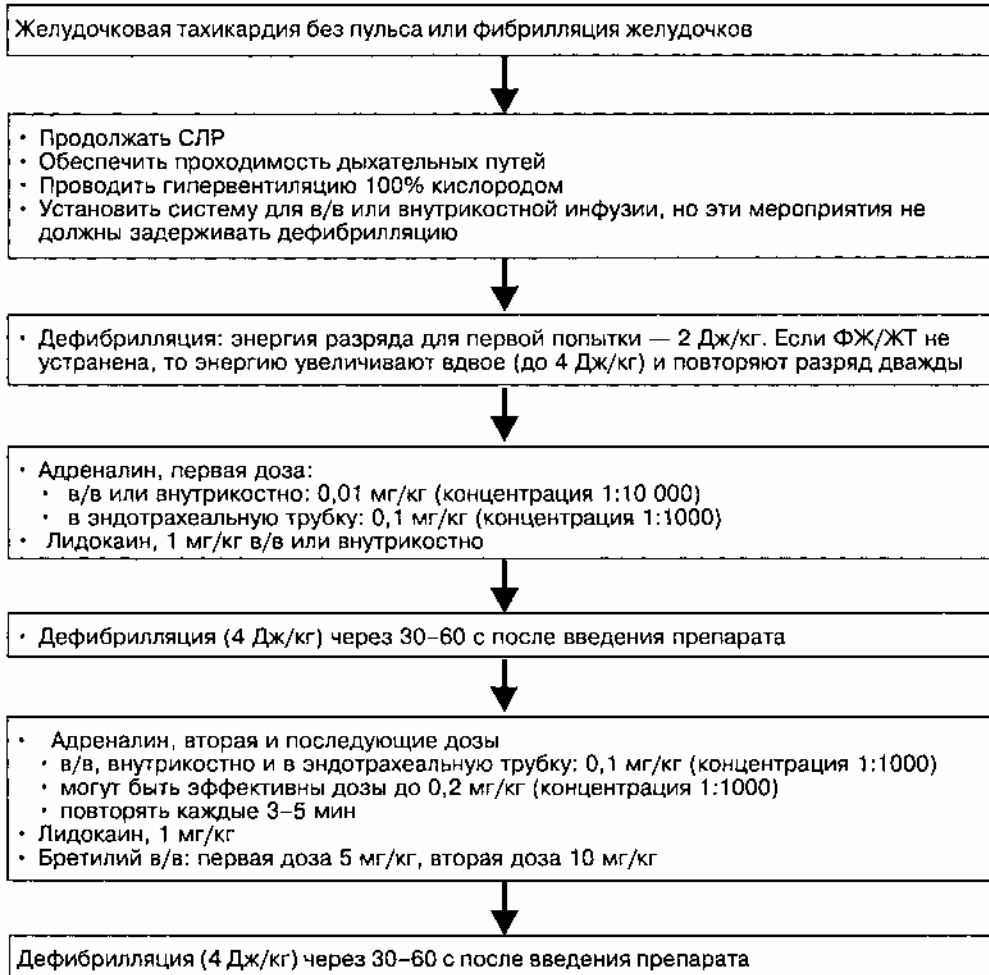 Желудочковая тахикардия без пульса или фибрилляция желудочков
• Продолжать СЛР
• Обеспечить проходимость дыхательных путей
• Проводить гипервентиляцию 100% кислородом
• Установить систему для в/в или внутрикостной инфузии, но эти мероприятия не
должны задерживать дефибрилляцию
• Дефибрилляция: энергия разряда для первой попытки — 2 Дж/кг. Если ФЖ/ЖТ не
устранена, то энергию увеличивают вдвое (до 4 Дж/кг) и повторяют разряд дважды
• Адреналин, первая доза:
• в/в или внутрикостно: 0,01 мг/кг (концентрация 1:10 000)
• в эндотрахеальную трубку: 0,1 мг/кг (концентрация 1:1000)
• Лидокаин, 1 мг/кг в/в или внутрикостно
• Дефибрилляция (4 Дж/кг) через 30–60 с после введения препарата
• Адреналин, вторая и последующие дозы
• в/в, внутрикостно и в эндотрахеальную трубку: 0,1 мг/кг (концентрация 1:1000)
• могут быть эффективны дозы до 0,2 мг/кг (концентрация 1:1000)
• повторять каждые 3–5 мин
• Лидокаин, 1 мг/кг
• Бретилий в/в: первая доза 5 мг/кг, вторая доза 10 мг/кг
Дефибрилляция (4 Дж/кг) через 30–60 с после введения препарата